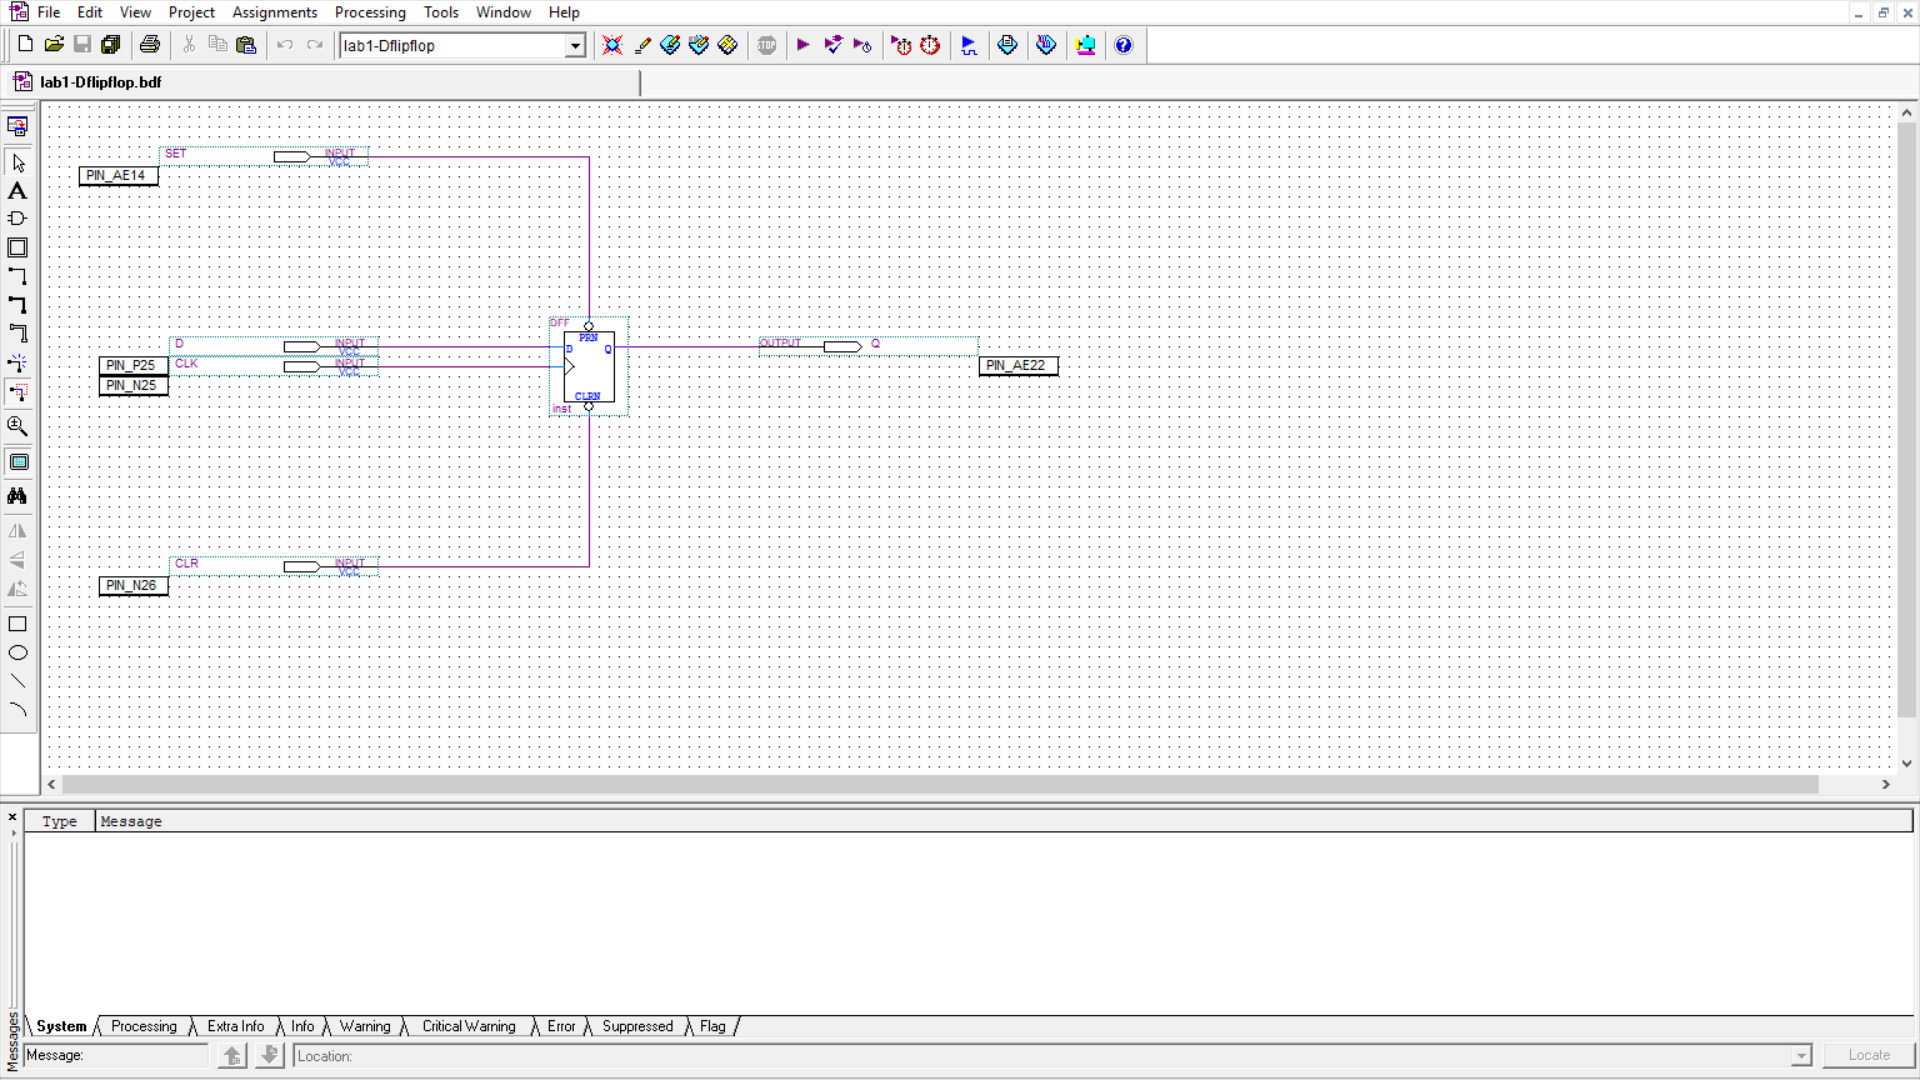 File Edit View Project Assignments Processing Tools Window Help
lab1-Dflipflop
STOP
lab1-Dflipflop.bdf
SET INPUT
VCC
PIN_AE14
DFF
PRN
D INPUT
VCC
D Q
OUTPUT Q
PIN_P25
CLK INPUT
VCC
PIN_AE22
PIN_N25
CLRN
inst
CLR INPUT
VCC
PIN_N26
Type Message
System Processing Extra Info Info Warning Critical Warning Error Suppressed Flag
Messages
Message: Location: Locate